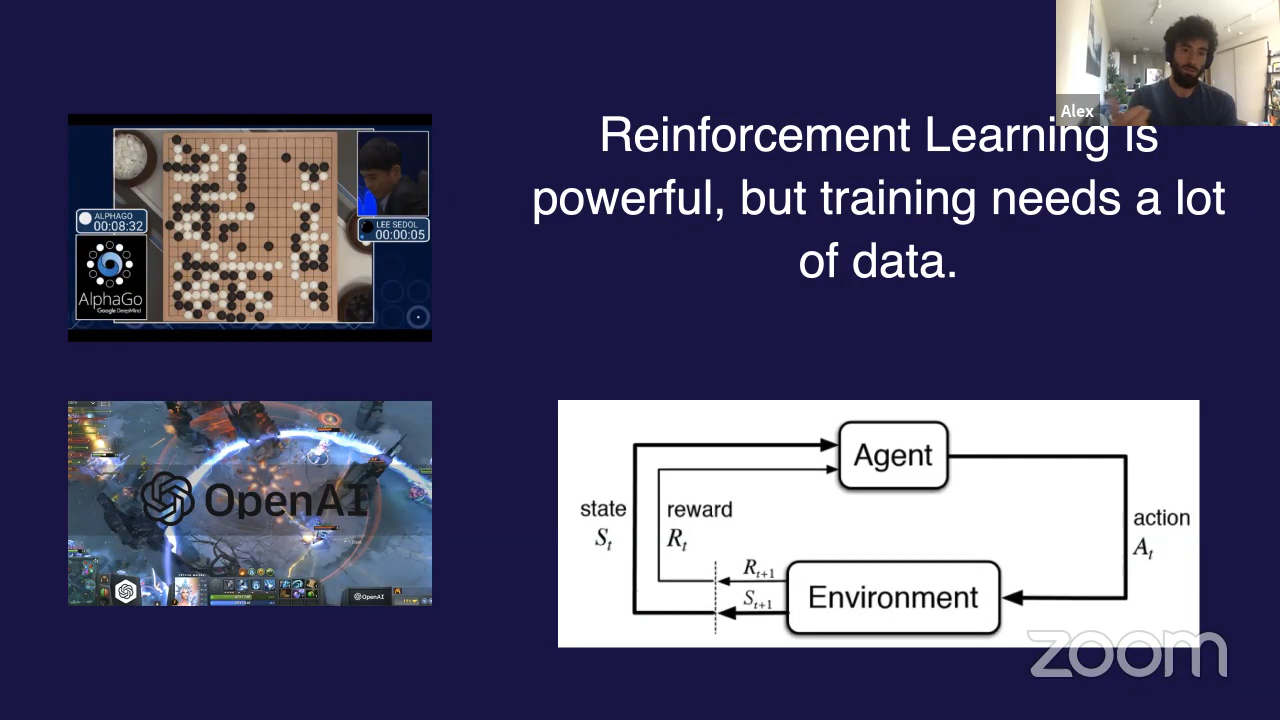 Alex
Reinforcement Learning is
powerful, but training needs a lot
of data.
ALPHAGO
00:08:32
LEE SEDOL
00:00:05
AlphaGo
Google DeepMind
OpenAI
OpenAI
Agent
state
S_t
reward
R_t
action
A_t
R_{t+1}
S_{t+1}
Environment
zoom